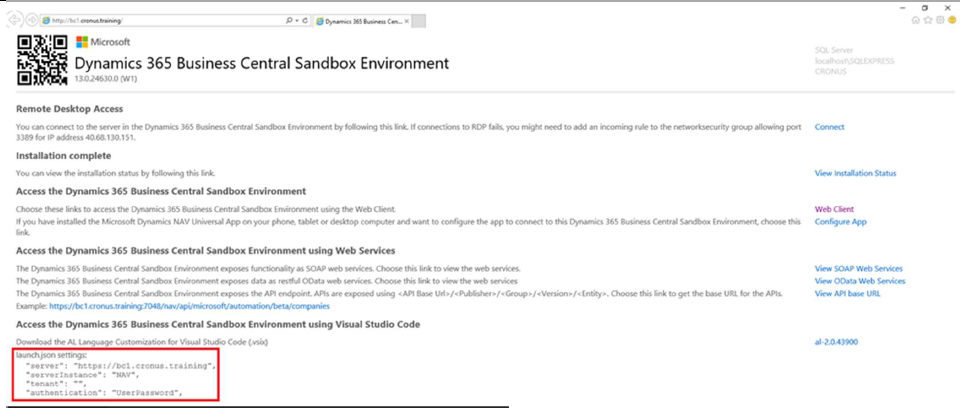 http://bc1.cronus.training/
Dynamics 365 Business Cen...
Microsoft
Dynamics 365 Business Central Sandbox Environment
13.0.24630.0 (W1)
SQL Server
localhost\SQLEXPRESS
CRONUS
Remote Desktop Access
You can connect to the server in the Dynamics 365 Business Central Sandbox Environment by following this link. If connections to RDP fails, you might need to add an incoming rule to the networksecurity group allowing port
3389 for IP address 40.68.130.151.
Connect
Installation complete
You can view the installation status by following this link.
View Installation Status
Access the Dynamics 365 Business Central Sandbox Environment
Choose these links to access the Dynamics 365 Business Central Sandbox Environment using the Web Client.
Web Client
If you have installed the Microsoft Dynamics NAV Universal App on your phone, tablet or desktop computer and want to configure the app to connect to this Dynamics 365 Business Central Sandbox Environment, choose this
link.
Configure App
Access the Dynamics 365 Business Central Sandbox Environment using Web Services
The Dynamics 365 Business Central Sandbox Environment exposes functionality as SOAP web services. Choose this link to view the web services.
View SOAP Web Services
The Dynamics 365 Business Central Sandbox Environment exposes data as restful OData web services. Choose this link to view the web services
View OData Web Services
The Dynamics 365 Business Central Sandbox Environment exposes the API endpoint. APIs are exposed using <API Base Url>/<Publisher>/<Group>/<Version>/<Entity>. Choose this link to get the base URL for the APIs.
View API base URL
Example: https://bc1.cronus.training:7048/nav/api/microsoft/automation/beta/companies
Access the Dynamics 365 Business Central Sandbox Environment using Visual Studio Code
Download the AL Language Customization for Visual Studio Code (.vsix)
al-2.0.43900
launch.json settings:
"server": "https://bc1.cronus.training",
"serverInstance": "NAV",
"tenant": "",
"authentication": "UserPassword",